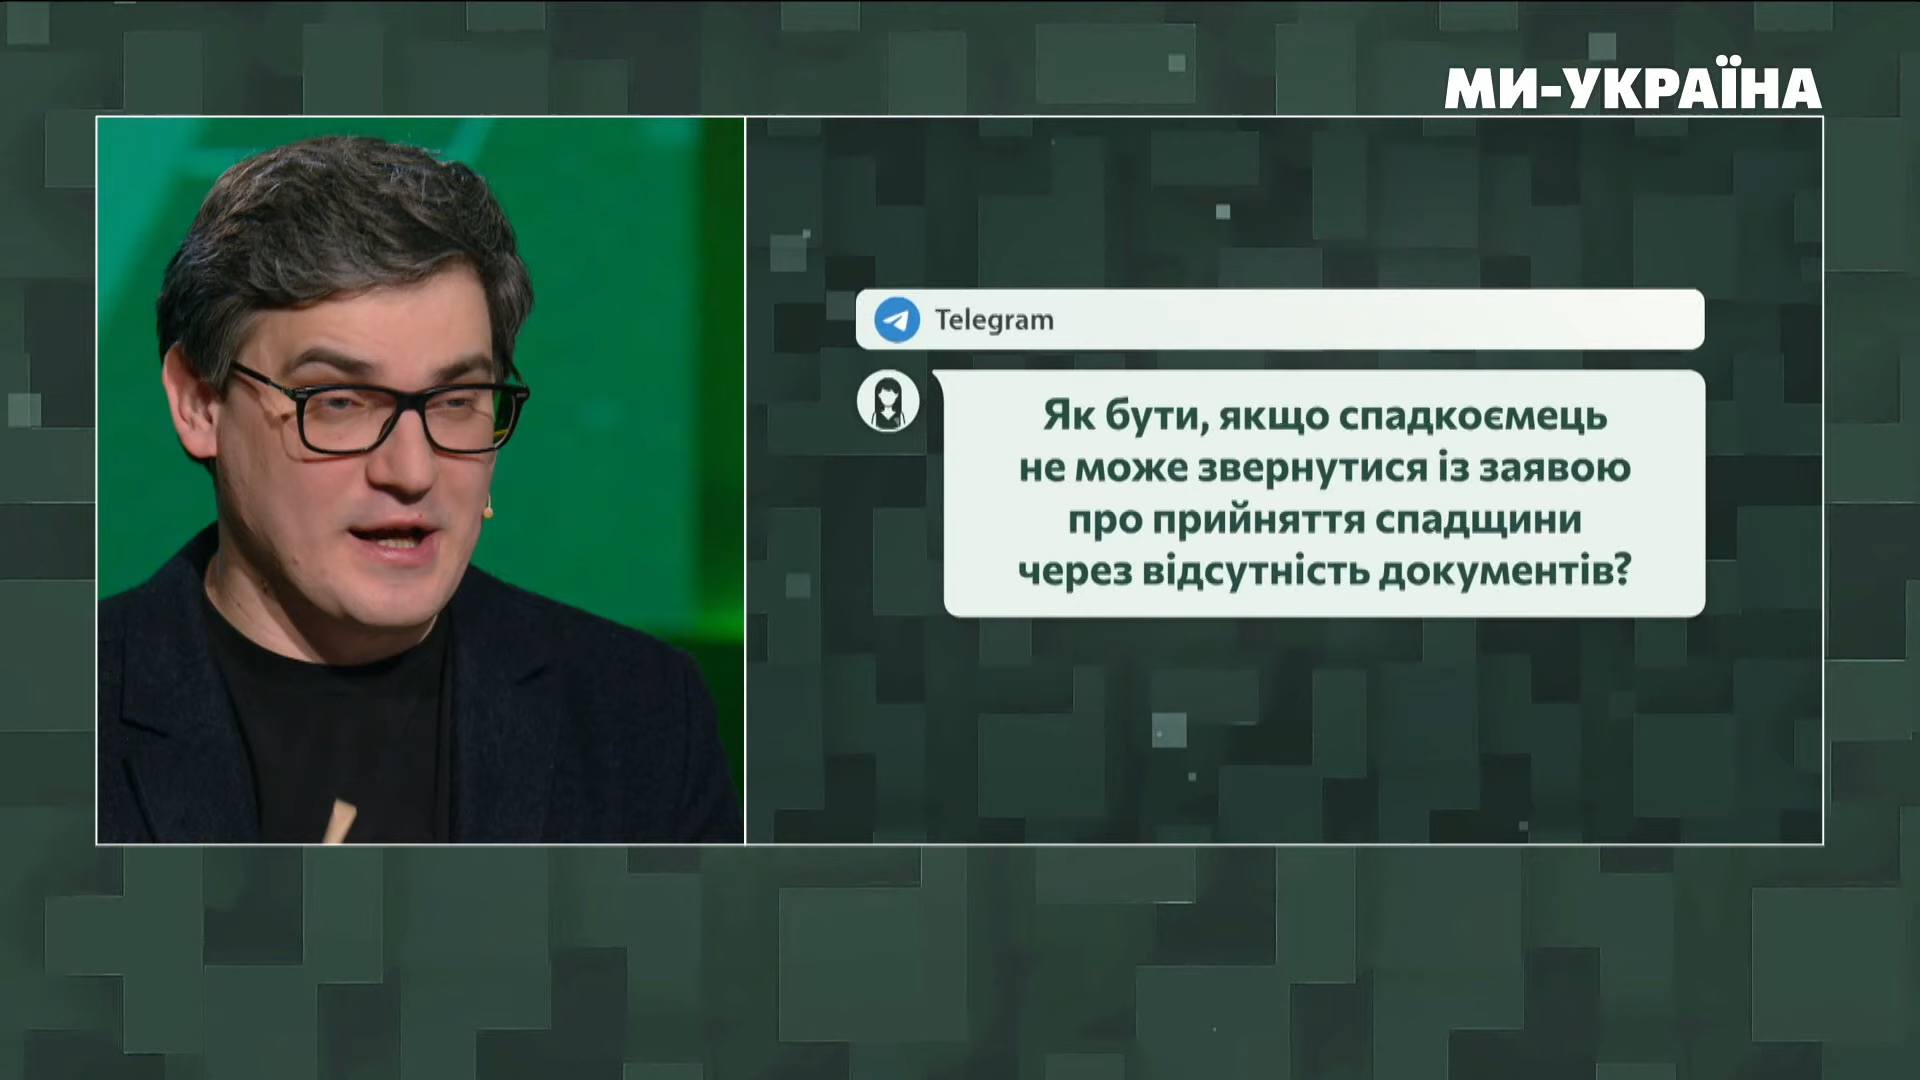 МИ-УКРАЇНА
Telegram
Як бути, якщо спадкоємець
не може звернутися із заявою
про прийняття спадщини
через відсутність документів?